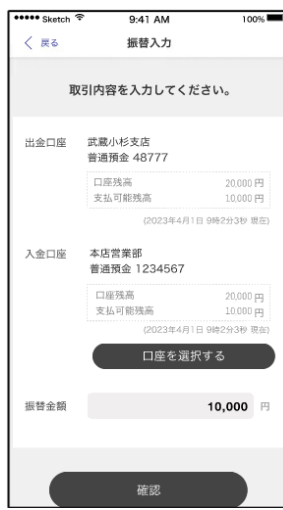 Sketch 9:41 AM 100%
戻る 振替入力
取引内容を入力してください。
出金口座 武蔵小杉支店
普通預金 48777
口座残高 20,000 円
支払可能残高 10,000 円
(2023年4月1日 9時2分3秒 現在)
入金口座 本店営業部
普通預金 1234567
口座残高 20,000 円
支払可能残高 10,000 円
(2023年4月1日 9時2分3秒 現在)
口座を選択する
振替金額 10,000 円
確認